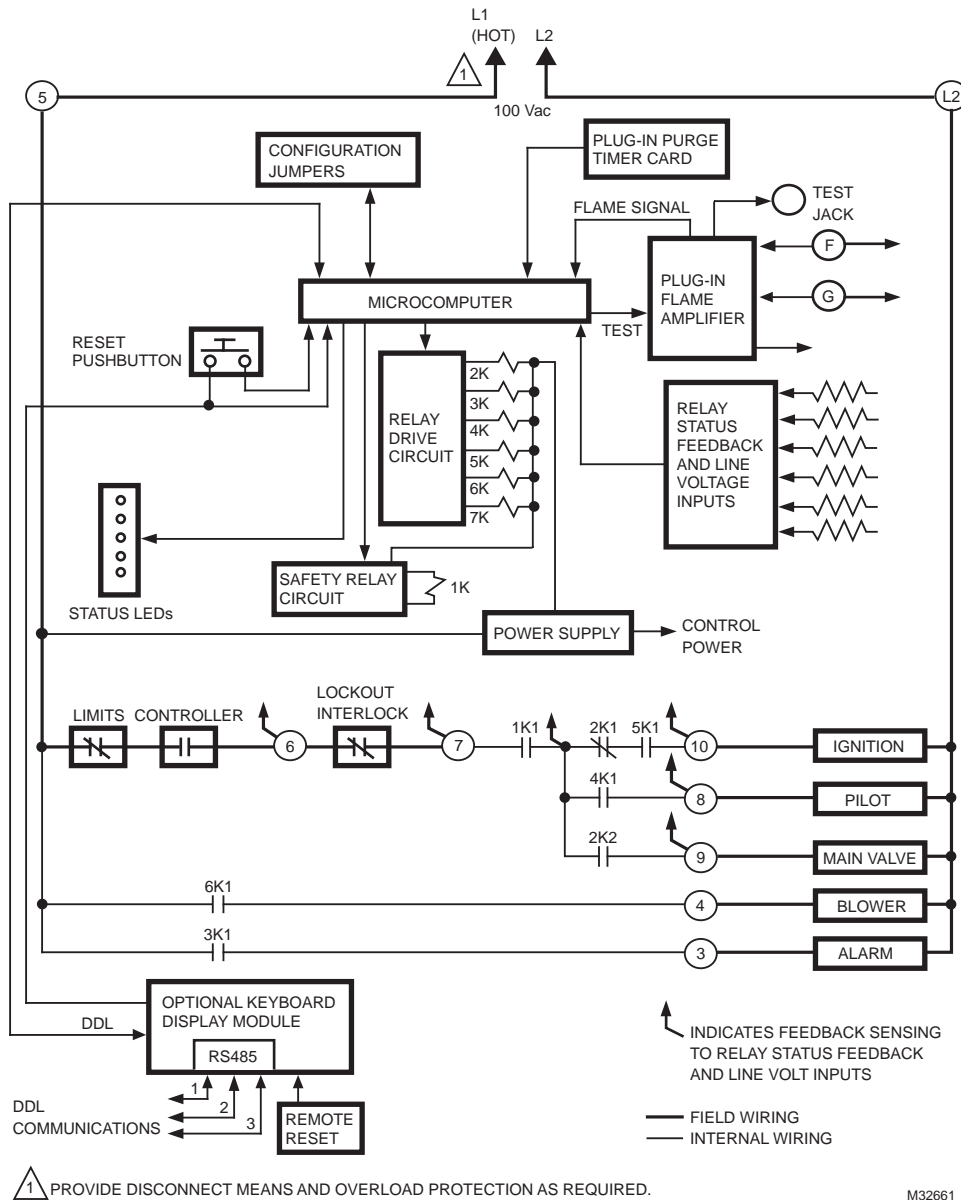 L1
(HOT) L2
1
5
L2
100 Vac
CONFIGURATION
JUMPERS
PLUG-IN PURGE
TIMER CARD
FLAME SIGNAL
TEST
JACK
F
PLUG-IN
FLAME
AMPLIFIER
G
MICROCOMPUTER
TEST
RESET
PUSHBUTTON
RELAY
DRIVE
CIRCUIT
2K
3K
4K
5K
6K
7K
RELAY
STATUS
FEEDBACK
AND LINE
VOLTAGE
INPUTS
STATUS LEDs
SAFETY RELAY
CIRCUIT
1K
POWER SUPPLY
CONTROL
POWER
LIMITS
CONTROLLER
6
LOCKOUT
INTERLOCK
7
1K1
2K1
5K1
10
IGNITION
4K1
8
PILOT
2K2
9
MAIN VALVE
6K1
4
BLOWER
3K1
3
ALARM
OPTIONAL KEYBOARD
DISPLAY MODULE
DDL
RS485
1
2
3
DDL
COMMUNICATIONS
REMOTE
RESET
INDICATES FEEDBACK SENSING
TO RELAY STATUS FEEDBACK
AND LINE VOLT INPUTS
FIELD WIRING
INTERNAL WIRING
1 PROVIDE DISCONNECT MEANS AND OVERLOAD PROTECTION AS REQUIRED.
M32661